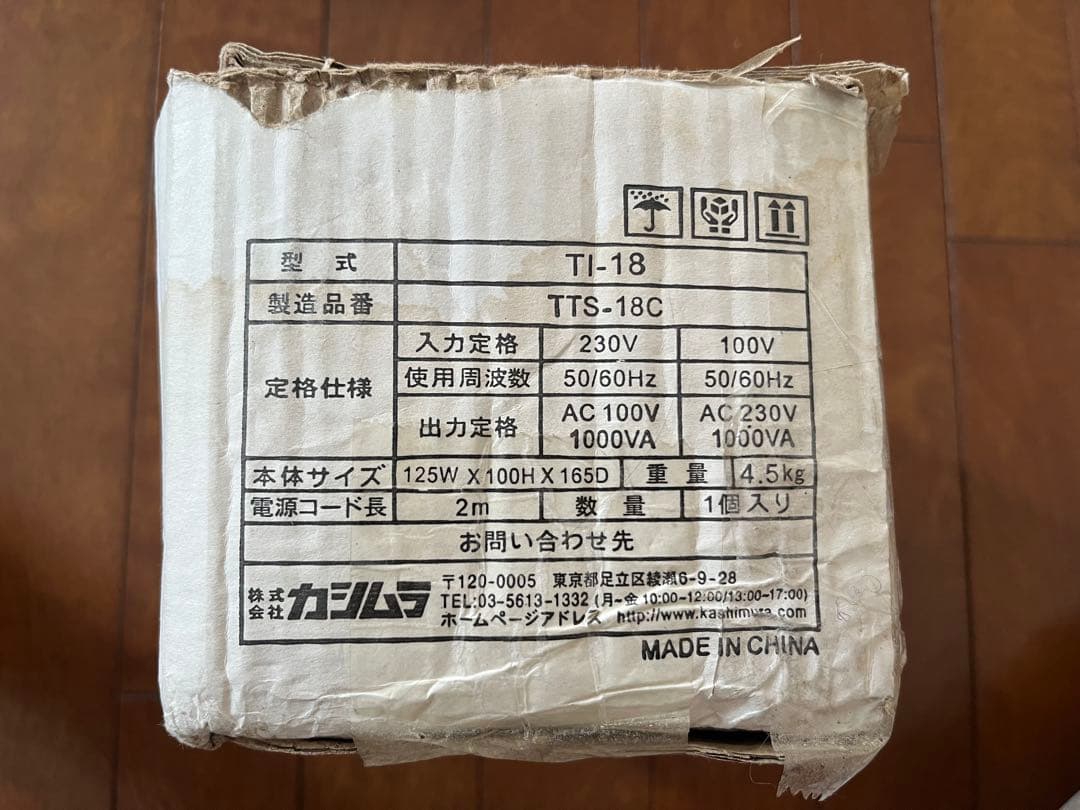 型式 TI-18
製造品番 TTS-18C
定格仕様
入力定格 230V 100V
使用周波数 50/60Hz 50/60Hz
出力定格 AC 100V 1000VA AC 230V 1000VA
本体サイズ 125W X 100H X 165D 重量 4.5kg
電源コード長 2m 数量 1個入り
お問い合わせ先
株式会社 カシムラ
〒120-0005 東京都足立区綾瀬6-9-28
TEL:03-5613-1332 (月~金 10:00~12:00/13:00~17:00)
ホームページアドレス http://www.kashimura.com
MADE IN CHINA